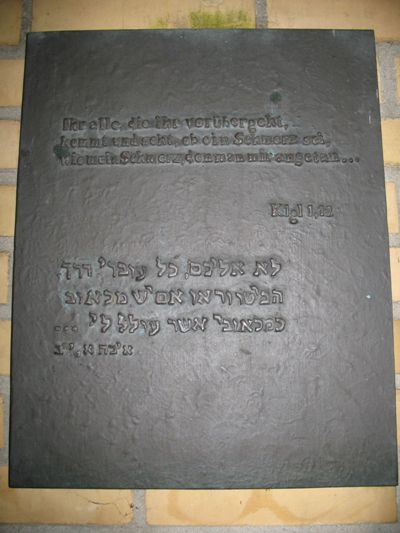 Ihr alle, die ihr vorübergeht,
kommt und seht, ob ein Schmerz sei,
wie mein Schmerz, den man mir angetan...
Klgl 1,12
לא אליכם, כל עוברי דרך,
הביטו וראו אם יש מכאוב
כמכאובי אשר עולל לי ...
איכה א, י״ב